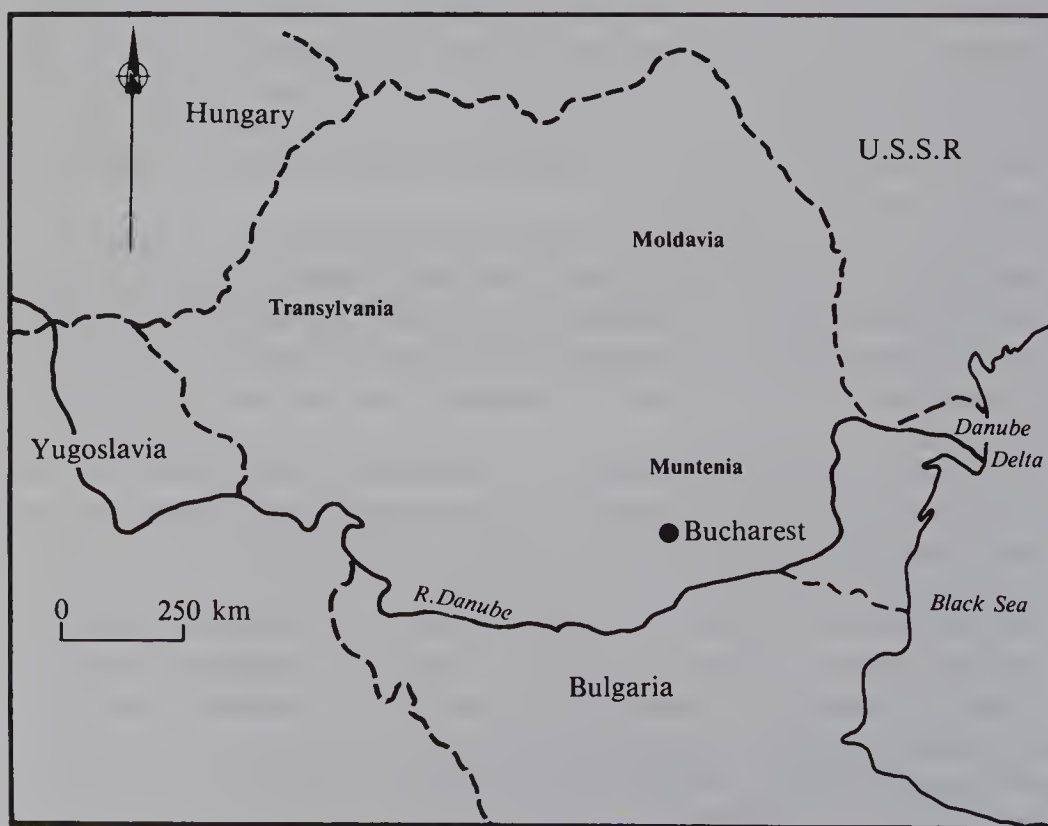 Hungary
U.S.S.R
Moldavia
Transylvania
Danube
Delta
Yugoslavia
Muntenia
Bucharest
0 250 km
R.Danube
Black Sea
Bulgaria